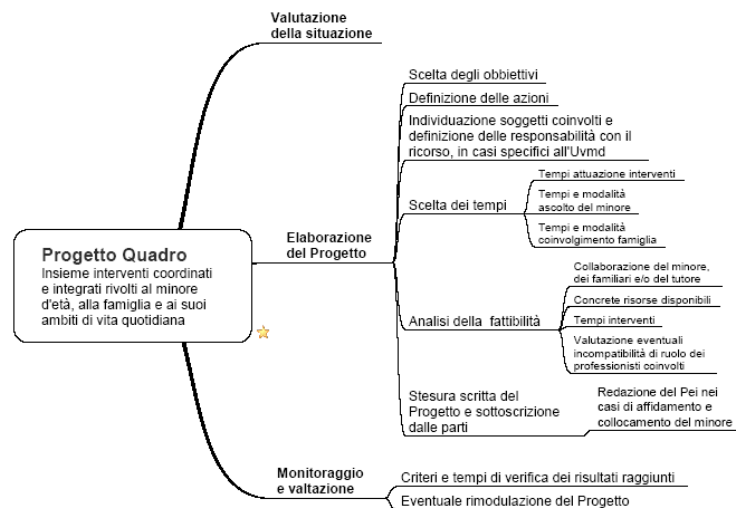 Valutazione
della situazione
Progetto Quadro
Insieme interventi coordinati
e integrati rivolti al minore
d'età, alla famiglia e ai suoi
ambiti di vita quotidiana
Elaborazione
del Progetto
Scelta degli obbiettivi
Definizione delle azioni
Individuazione soggetti coinvolti e
definizione delle responsabilità con il
ricorso, in casi specifici all'Uvmd
Scelta dei tempi
Tempi attuazione interventi
Tempi e modalità
ascolto del minore
Tempi e modalità
coinvolgimento famiglia
Analisi della fattibilità
Collaborazione del minore,
dei familiari e/o del tutore
Concrete risorse disponibili
Tempi interventi
Valutazione eventuali
incompatibilità di ruolo dei
professionisti coinvolti
Stesura scritta del
Progetto e sottoscrizione
dalle parti
Redazione del Pei nei
casi di affidamento e
collocamento del minore
Monitoraggio
e valtazione
Criteri e tempi di verifica dei risultati raggiunti
Eventuale rimodulazione del Progetto